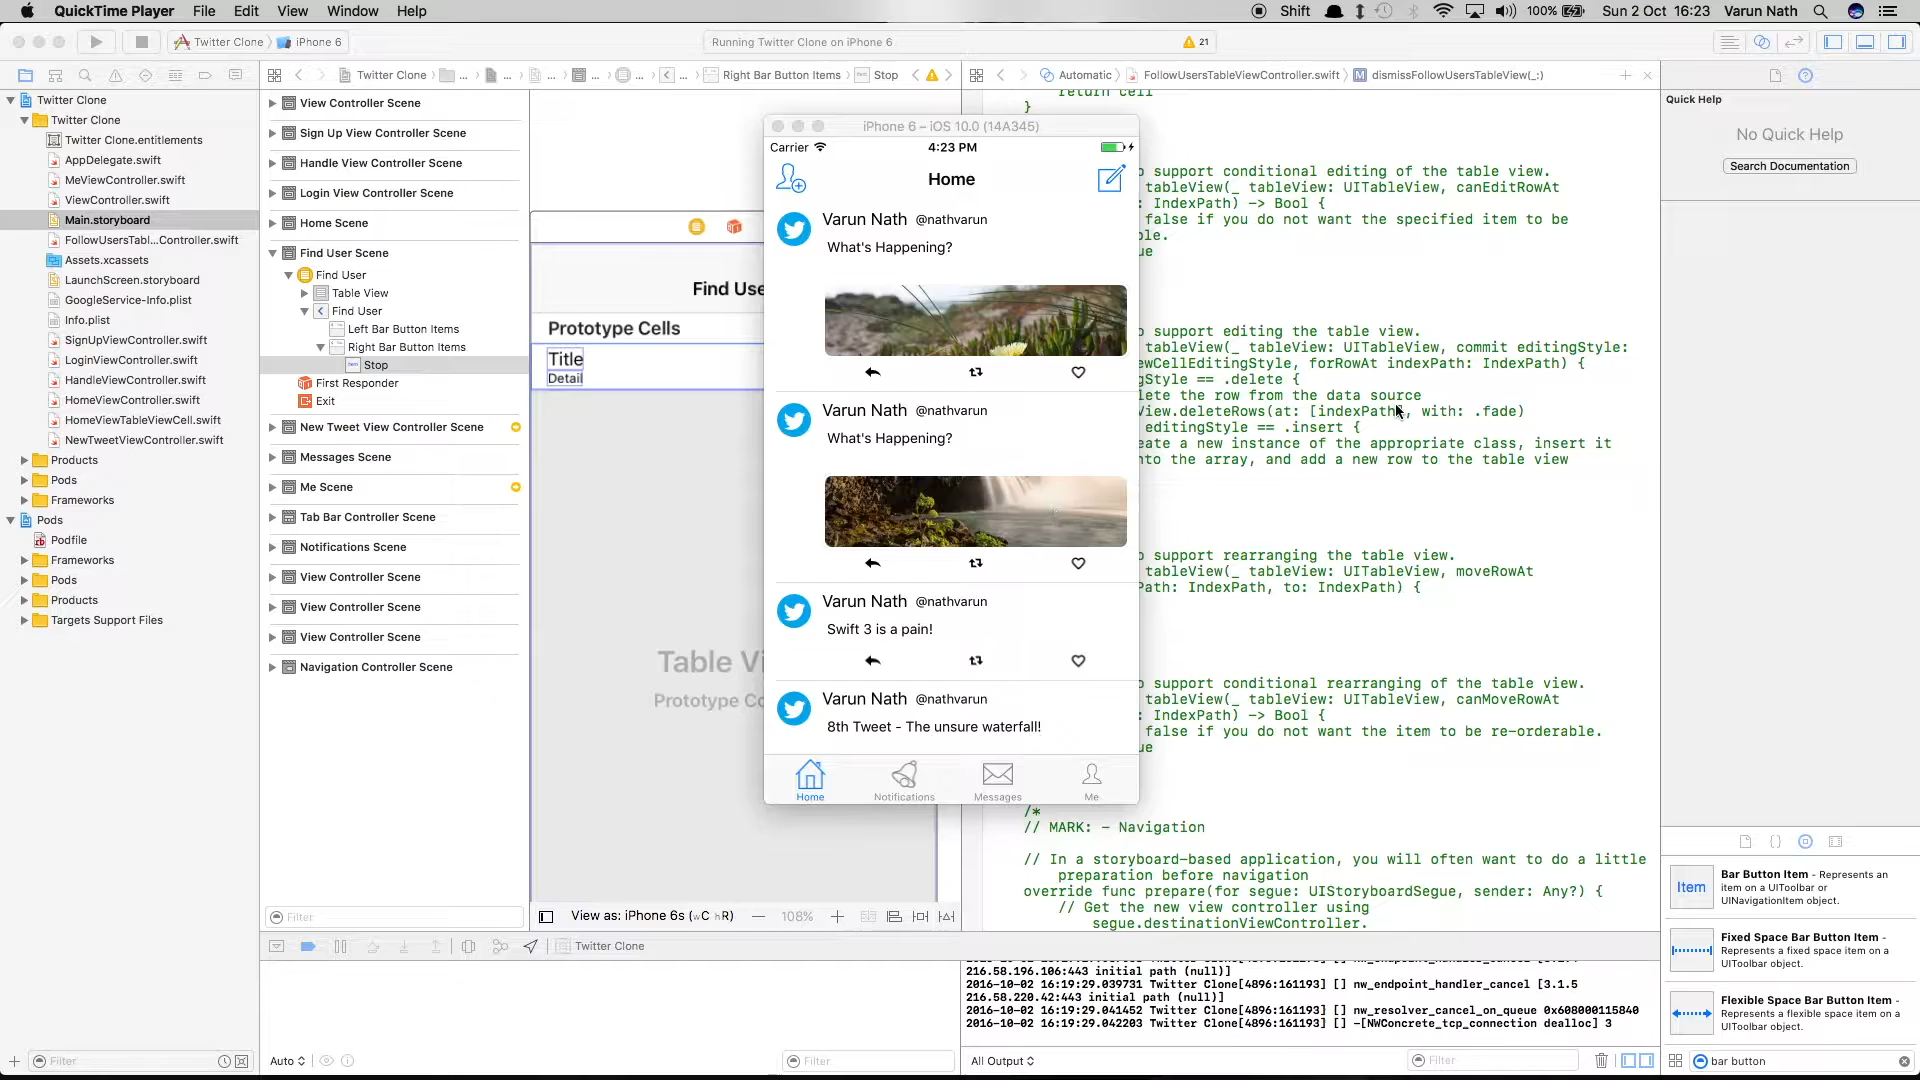 QuickTime Player File Edit View Window Help
Shift 100% Sun 2 Oct 16:23 Varun Nath
Twitter Clone iPhone 6
Running Twitter Clone on iPhone 6
21
Twitter Clone ... ... ... ... ... ... Right Bar Button Items Stop
Automatic FollowUsersTableViewController.swift dismissFollowUsersTableView(_:)
Twitter Clone
Twitter Clone
Twitter Clone.entitlements
AppDelegate.swift
MeViewController.swift
ViewController.swift
Main.storyboard
FollowUsersTabl...Controller.swift
Assets.xcassets
LaunchScreen.storyboard
GoogleService-Info.plist
Info.plist
SignUpViewController.swift
LoginViewController.swift
HandleViewController.swift
HomeViewController.swift
HomeViewTableViewCell.swift
NewTweetViewController.swift
Products
Pods
Frameworks
Pods
Podfile
Frameworks
Pods
Products
Targets Support Files
Filter
View Controller Scene
Sign Up View Controller Scene
Handle View Controller Scene
Login View Controller Scene
Home Scene
Find User Scene
Find User
Table View
Find User
Left Bar Button Items
Right Bar Button Items
Stop
First Responder
Exit
New Tweet View Controller Scene
Messages Scene
Me Scene
Tab Bar Controller Scene
Notifications Scene
View Controller Scene
View Controller Scene
View Controller Scene
Navigation Controller Scene
Filter
Find Use
Prototype Cells
Title
Detail
Table Vi
Prototype Co
View as: iPhone 6s (wC hR) 108%
iPhone 6 – iOS 10.0 (14A345)
Carrier 4:23 PM
Home
Varun Nath @nathvarun
What's Happening?
Varun Nath @nathvarun
What's Happening?
Varun Nath @nathvarun
Swift 3 is a pain!
Varun Nath @nathvarun
8th Tweet - The unsure waterfall!
Home Notifications Messages Me
return cell
}
support conditional editing of the table view.
tableView(_ tableView: UITableView, canEditRowAt
: IndexPath) -> Bool {
false if you do not want the specified item to be
le.
ue
support editing the table view.
tableView(_ tableView: UITableView, commit editingStyle:
ewCellEditingStyle, forRowAt indexPath: IndexPath) {
gStyle == .delete {
lete the row from the data source
View.deleteRows(at: [indexPath], with: .fade)
editingStyle == .insert {
eate a new instance of the appropriate class, insert it
nto the array, and add a new row to the table view
support rearranging the table view.
tableView(_ tableView: UITableView, moveRowAt
Path: IndexPath, to: IndexPath) {
support conditional rearranging of the table view.
tableView(_ tableView: UITableView, canMoveRowAt
: IndexPath) -> Bool {
false if you do not want the item to be re-orderable.
ue
/*
// MARK: - Navigation
// In a storyboard-based application, you will often want to do a little
preparation before navigation
override func prepare(for segue: UIStoryboardSegue, sender: Any?) {
// Get the new view controller using
segue.destinationViewController.
Twitter Clone
Auto
Filter
216.58.196.106:443 initial path (null)]
2016-10-02 16:19:29.039731 Twitter Clone[4896:161193] [] nw_endpoint_handler_cancel [3.1.5
216.58.220.42:443 initial path (null)]
2016-10-02 16:19:29.041452 Twitter Clone[4896:161193] [] nw_resolver_cancel_on_queue 0x608000115840
2016-10-02 16:19:29.042203 Twitter Clone[4896:161193] [] -[NWConcrete_tcp_connection dealloc] 3
All Output
Filter
Quick Help
No Quick Help
Search Documentation
Item
Bar Button Item - Represents an
item on a UIToolbar or
UINavigationItem object.
Fixed Space Bar Button Item -
Represents a fixed space item on a
UIToolbar object.
Flexible Space Bar Button Item -
Represents a flexible space item on a
UIToolbar object.
bar button